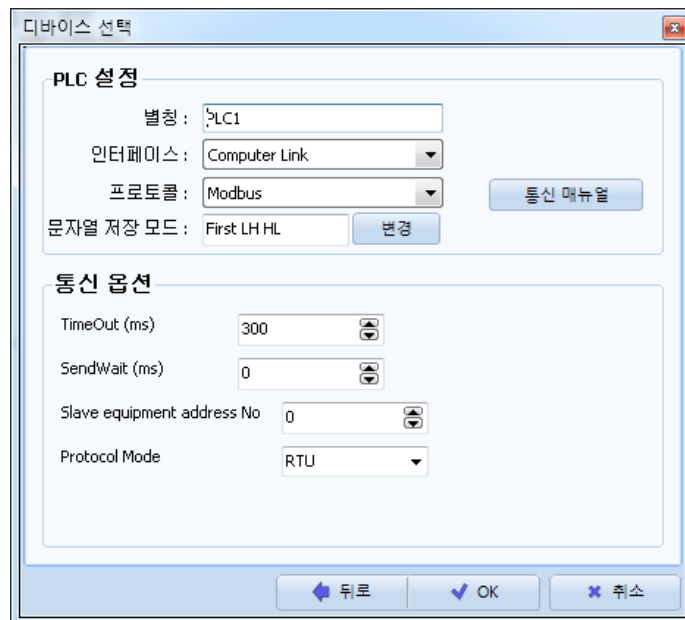 디바이스 선택
PLC 설정
별칭 : PLC1
인터페이스 : Computer Link
프로토콜 : Modbus 통신 매뉴얼
문자열 저장 모드 : First LH HL 변경
통신 옵션
TimeOut (ms) 300
SendWait (ms) 0
Slave equipment address No 0
Protocol Mode RTU
뒤로 OK 취소